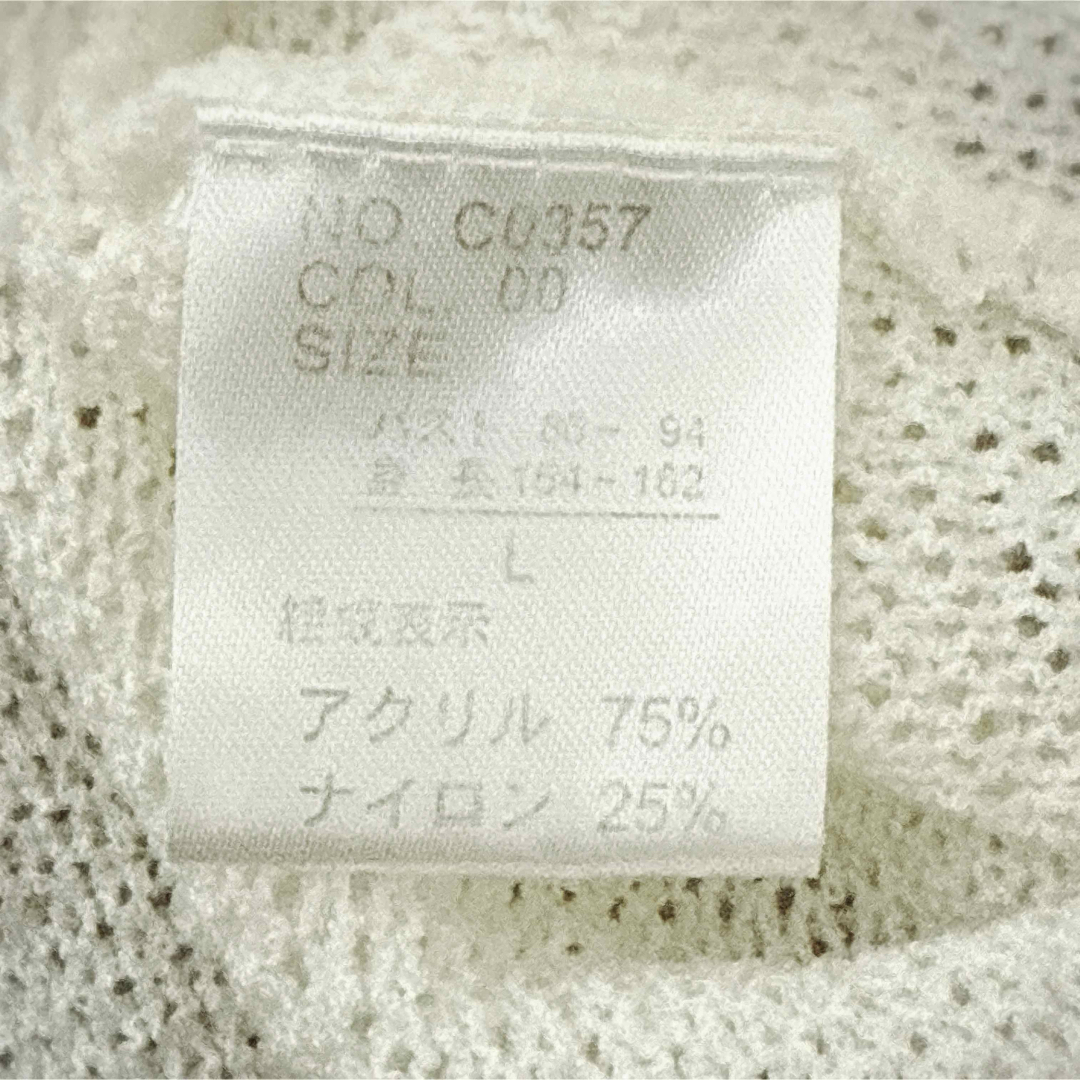 NO. C0357
COL. 00
SIZE
バスト 86~ 94
身 長 154~162
L
組成表示
アクリル 75%
ナイロン 25%